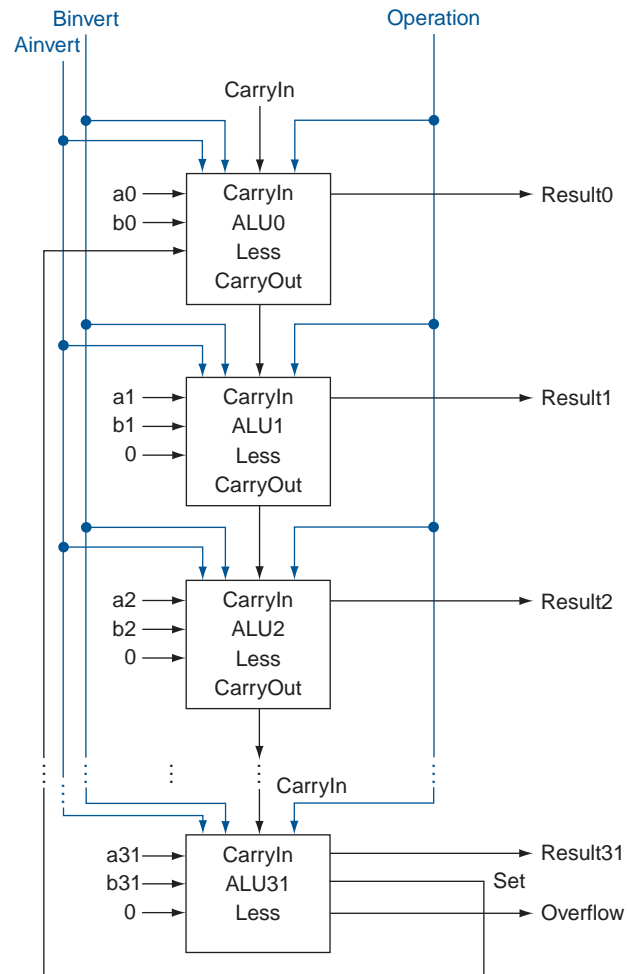 Binvert
Operation
Ainvert
CarryIn
a0
CarryIn
Result0
b0
ALU0
Less
CarryOut
a1
CarryIn
Result1
b1
ALU1
0
Less
CarryOut
a2
CarryIn
Result2
b2
ALU2
0
Less
CarryOut
CarryIn
a31
CarryIn
Result31
b31
ALU31
Set
0
Less
Overflow